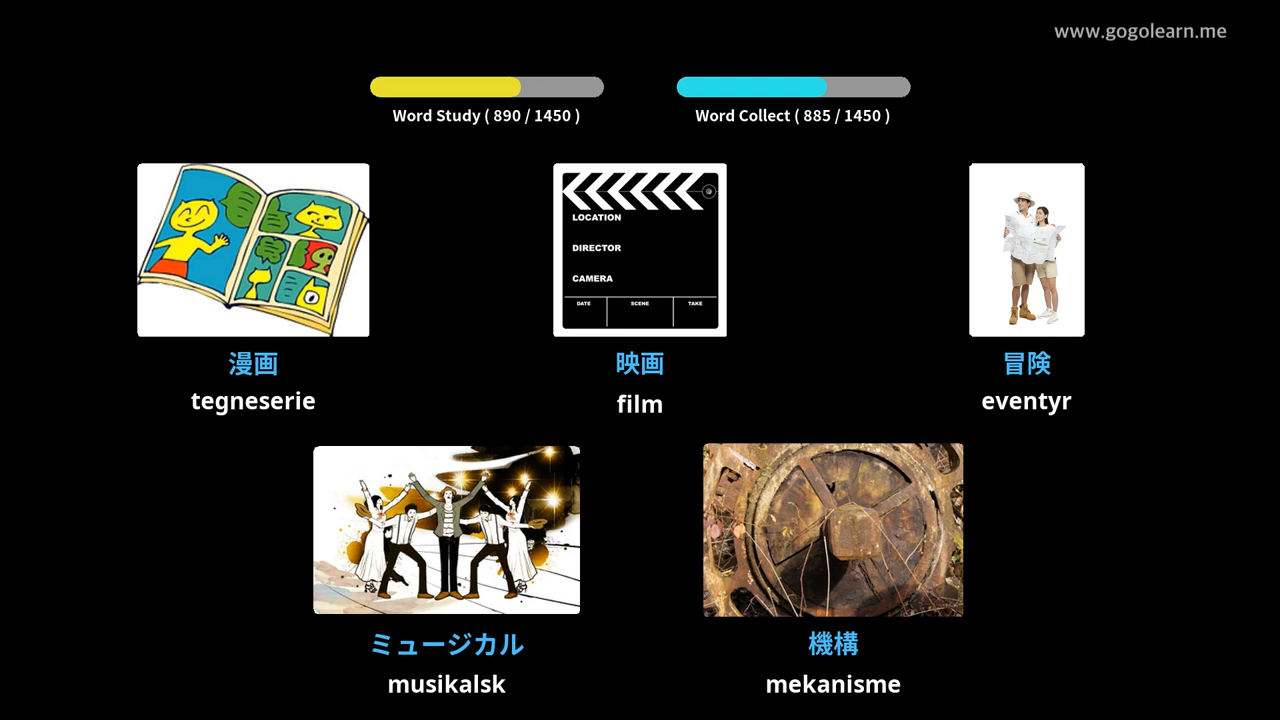 www.gogolearn.me
Word Study ( 890 / 1450 )
Word Collect ( 885 / 1450 )
LOCATION
DIRECTOR
CAMERA
DATE
SCENE
TAKE
漫画
映画
冒険
tegneserie
film
eventyr
ミュージカル
機構
musikalsk
mekanisme